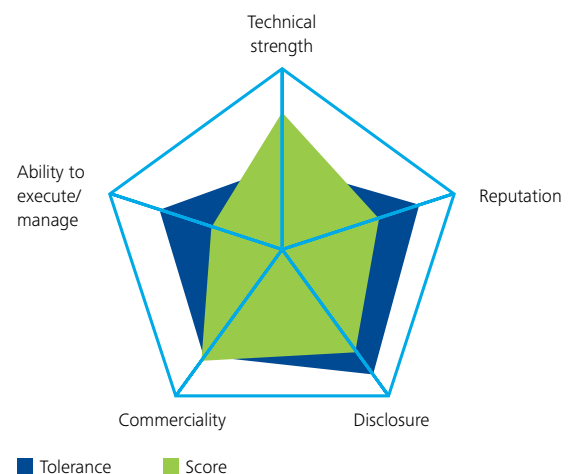 Technical
strength
Ability to
execute/
manage
Reputation
Commerciality
Disclosure
Tolerance
Score